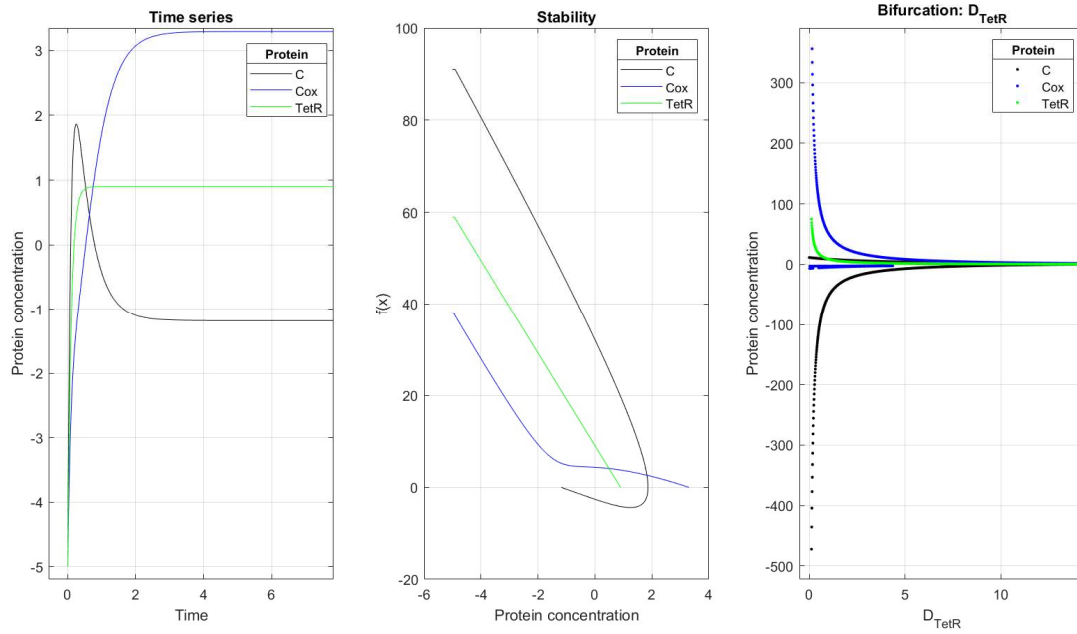 Time series
Protein concentration
3
2
1
0
-1
-2
-3
-4
-5
0
2
4
6
Time
Protein
C
Cox
TetR
Stability
f(x)
100
80
60
40
20
0
-20
-6
-4
-2
0
2
4
Protein concentration
Protein
C
Cox
TetR
Bifurcation: D_TetR
Protein concentration
300
200
100
0
-100
-200
-300
-400
-500
0
5
10
D_TetR
Protein
C
Cox
TetR